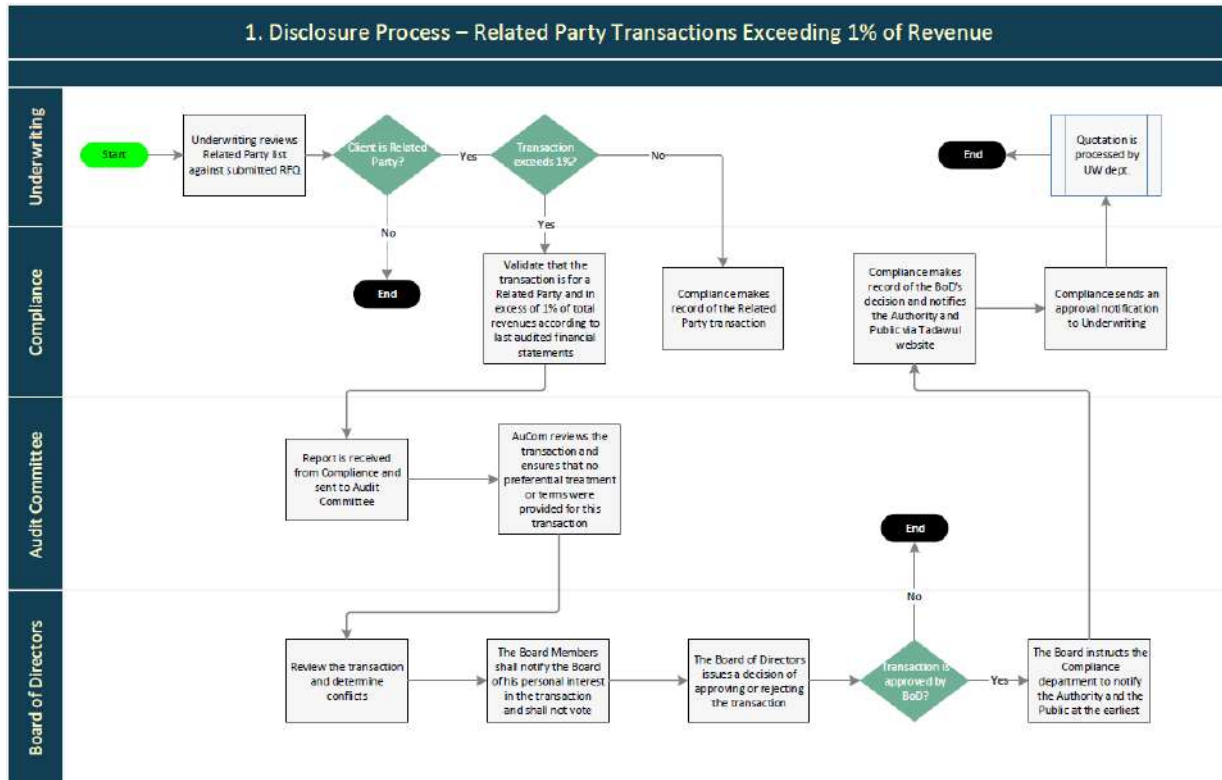 1. Disclosure Process – Related Party Transactions Exceeding 1% of Revenue
Underwriting
Start
Underwriting reviews
Related Party list
against submitted RFQ
Client is Related
Party?
Yes
Transaction
exceeds 1%?
No
End
Quotation is
processed by
UW dept.
No
Yes
Compliance
End
Validate that the
transaction is for a
Related Party and in
excess of 1% of total
revenues according to
last audited financial
statements
Compliance makes
record of the Related
Party transaction
Compliance makes
record of the BoD's
decision and notifies
the Authority and
Public via Tadawul
website
Compliance sends an
approval notification
to Underwriting
Audit Committee
Report is received
from Compliance and
sent to Audit
Committee
AuCom reviews the
transaction and
ensures that no
preferential treatment
or terms were
provided for this
transaction
End
No
Board of Directors
Review the transaction
and determine
conflicts
The Board Members
shall notify the Board
of his personal interest
in the transaction
and shall not vote
The Board of Directors
issues a decision of
approving or rejecting
the transaction
Transaction is
approved by
BoD?
Yes
The Board instructs the
Compliance
department to notify
the Authority and the
Public at the earliest